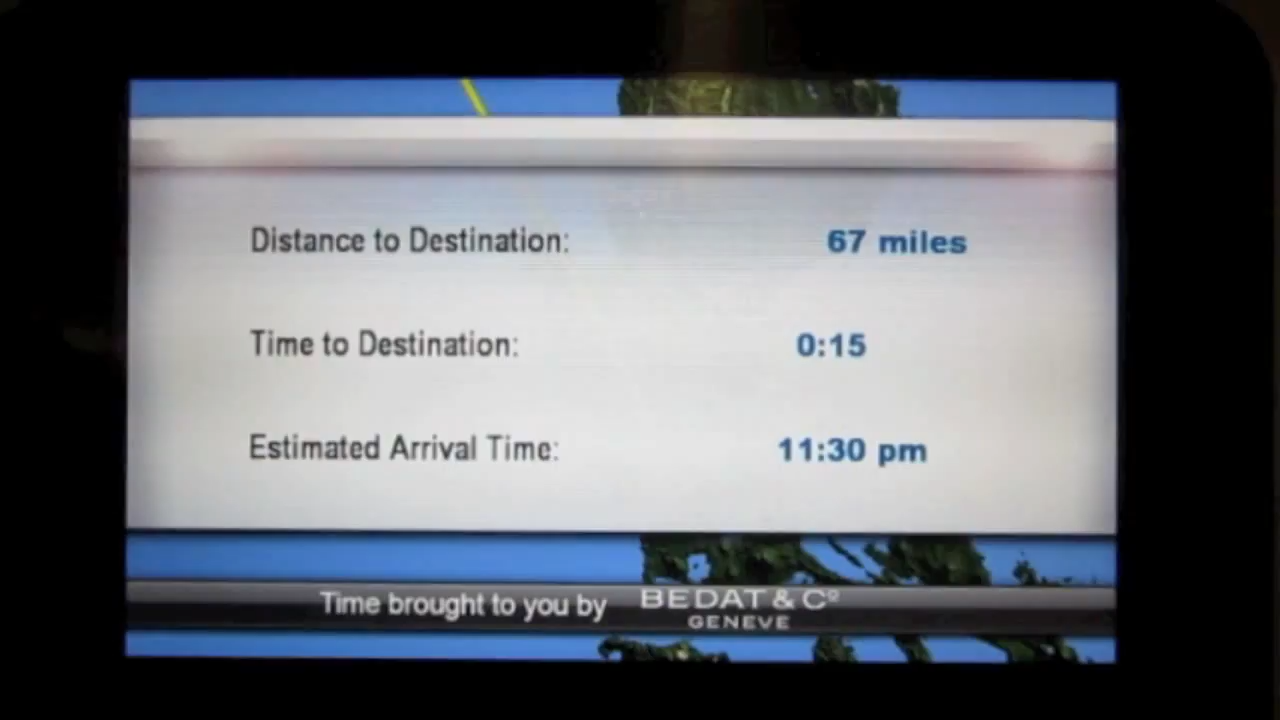 Distance to Destination: 67 miles
Time to Destination: 0:15
Estimated Arrival Time: 11:30 pm
Time brought to you by BEDAT & Cº
GENEVE